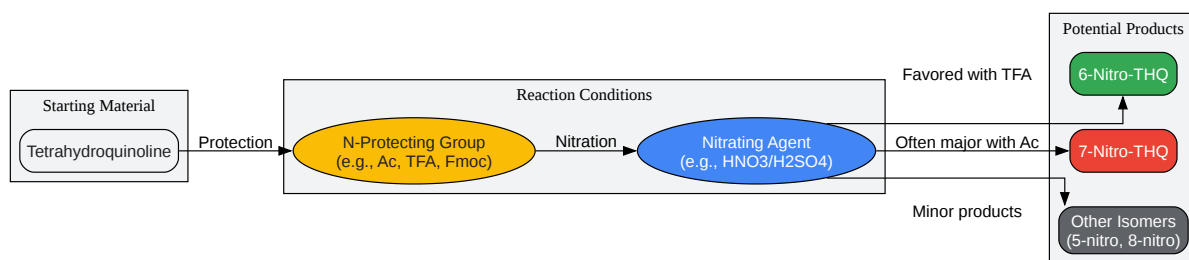 Potential Products
Favored with TFA
6-Nitro-THQ
Reaction Conditions
Starting Material
Tetrahydroquinoline
Protection
N-Protecting Group
(e.g., Ac, TFA, Fmoc)
Nitration
Nitrating Agent
(e.g., HNO3/H2SO4)
Often major with Ac
7-Nitro-THQ
Minor products
Other Isomers
(5-nitro, 8-nitro)